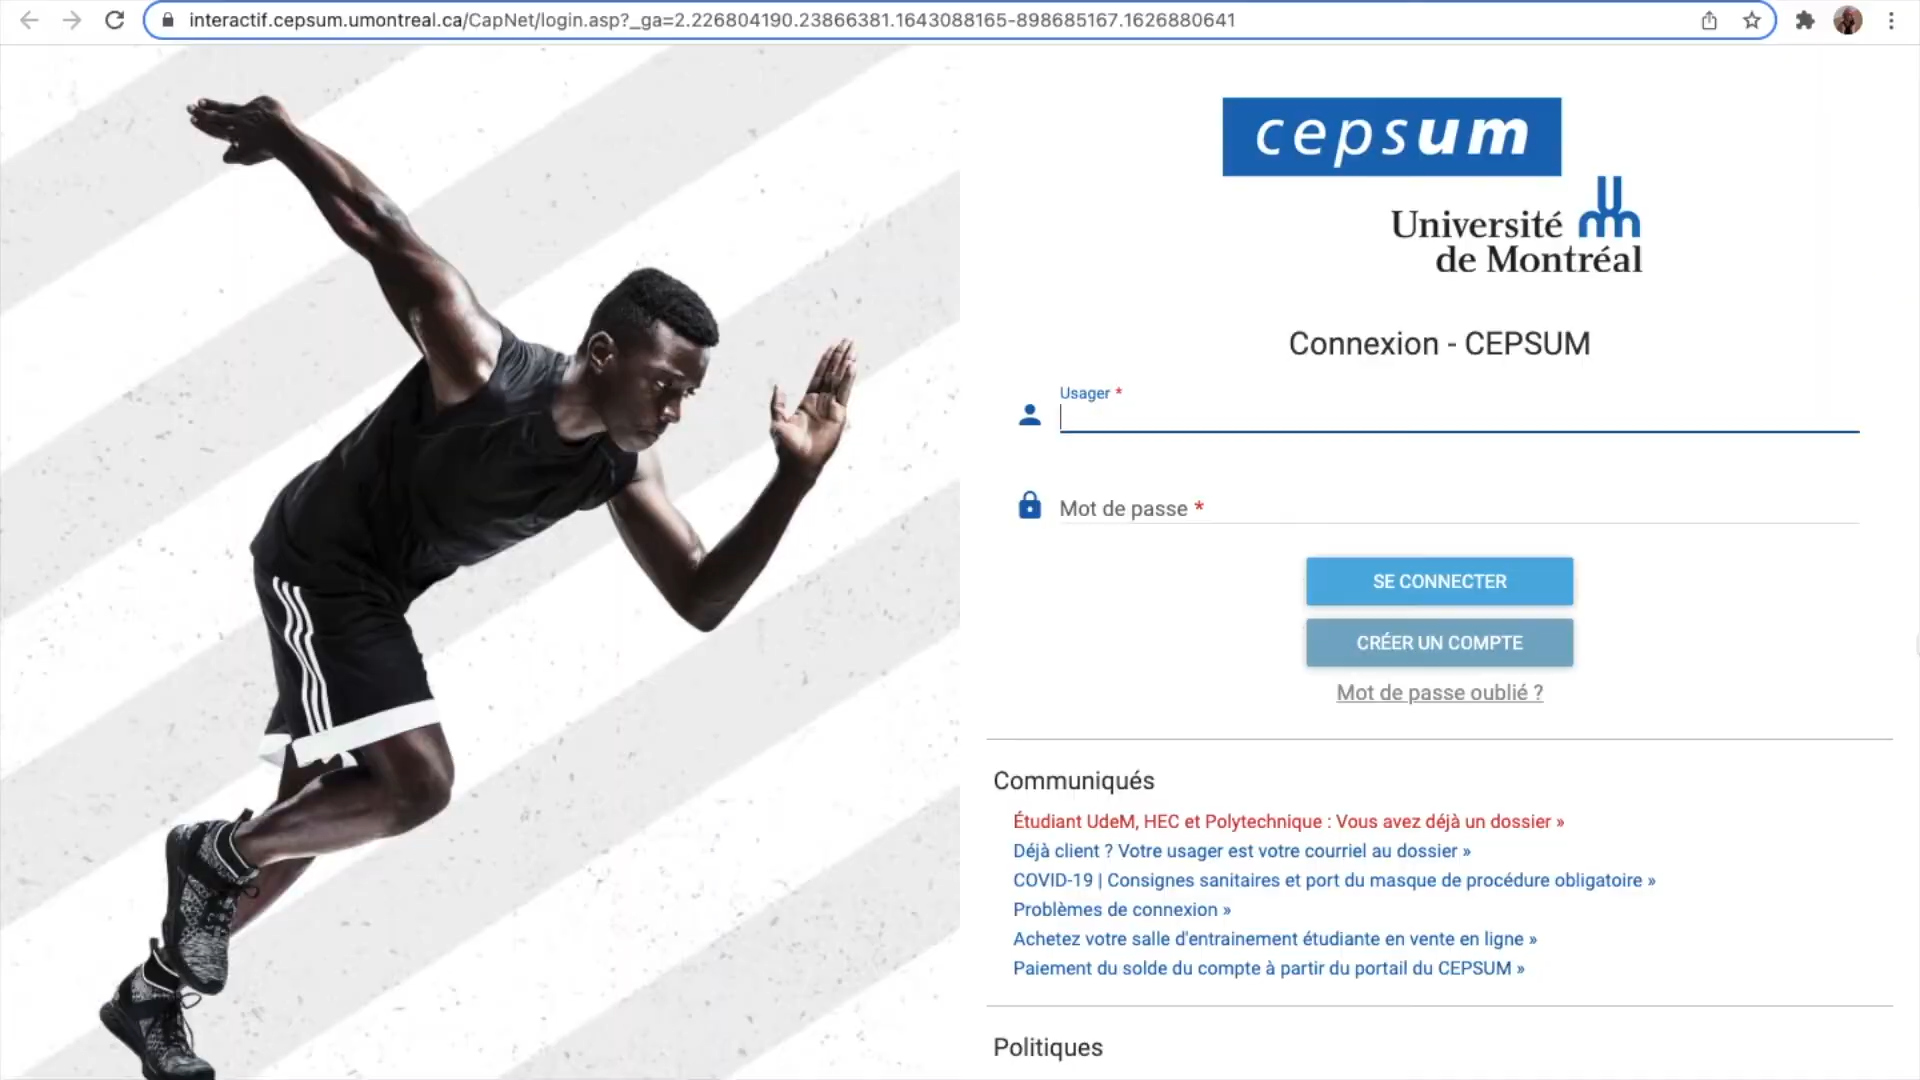 interactif.cepsum.umontreal.ca/CapNet/login.asp?_ga=2.226804190.23866381.1643088165-898685167.1626880641
cepsum
Université
de Montréal
Connexion - CEPSUM
Usager *
Mot de passe *
SE CONNECTER
CRÉER UN COMPTE
Mot de passe oublié ?
Communiqués
Étudiant UdeM, HEC et Polytechnique : Vous avez déjà un dossier »
Déjà client ? Votre usager est votre courriel au dossier »
COVID-19 | Consignes sanitaires et port du masque de procédure obligatoire »
Problèmes de connexion »
Achetez votre salle d'entrainement étudiante en vente en ligne »
Paiement du solde du compte à partir du portail du CEPSUM »
Politiques